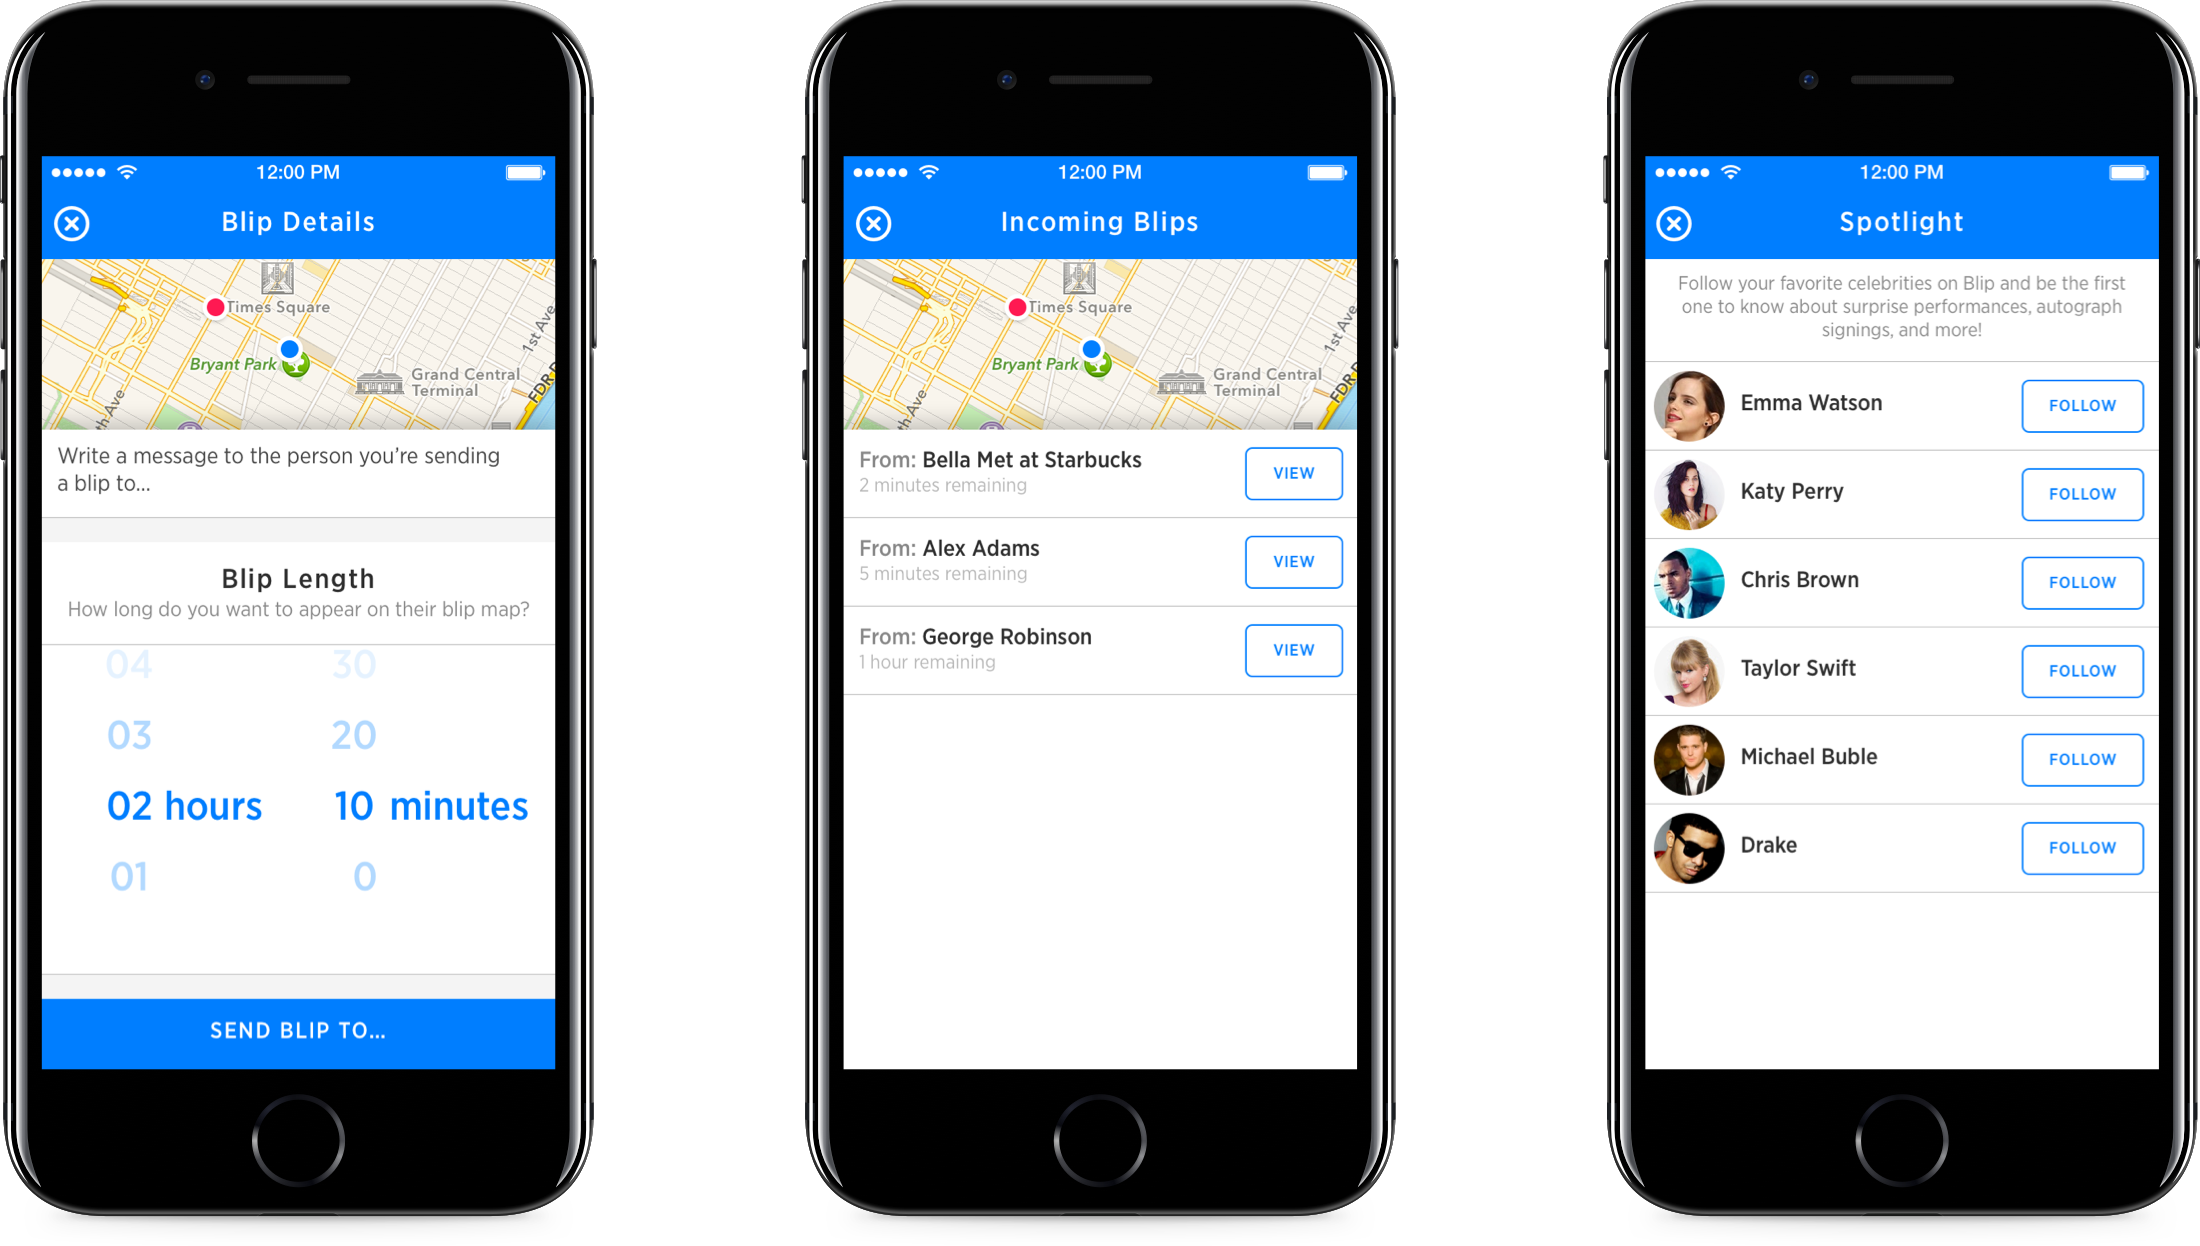 12:00 PM
Blip Details
Times Square
Bryant Park
Grand Central
Terminal
1st Ave
FDR D
th Ave
Write a message to the person you're sending
a blip to...
Blip Length
How long do you want to appear on their blip map?
04 30
03 20
02 hours 10 minutes
01 0
SEND BLIP TO...
12:00 PM
Incoming Blips
Times Square
Bryant Park
Grand Central
Terminal
1st Ave
FDR D
th Ave
From: Bella Met at Starbucks
2 minutes remaining
VIEW
From: Alex Adams
5 minutes remaining
VIEW
From: George Robinson
1 hour remaining
VIEW
12:00 PM
Spotlight
Follow your favorite celebrities on Blip and be the first
one to know about surprise performances, autograph
signings, and more!
Emma Watson
FOLLOW
Katy Perry
FOLLOW
Chris Brown
FOLLOW
Taylor Swift
FOLLOW
Michael Buble
FOLLOW
Drake
FOLLOW